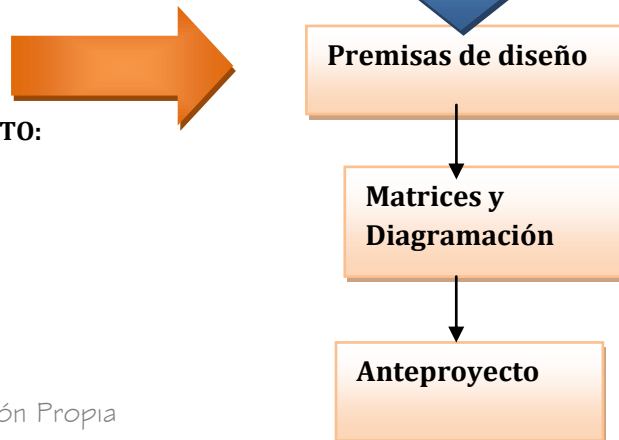 Premisas de diseño
TO:
Matrices y
Diagramación
Anteproyecto
ón Propia